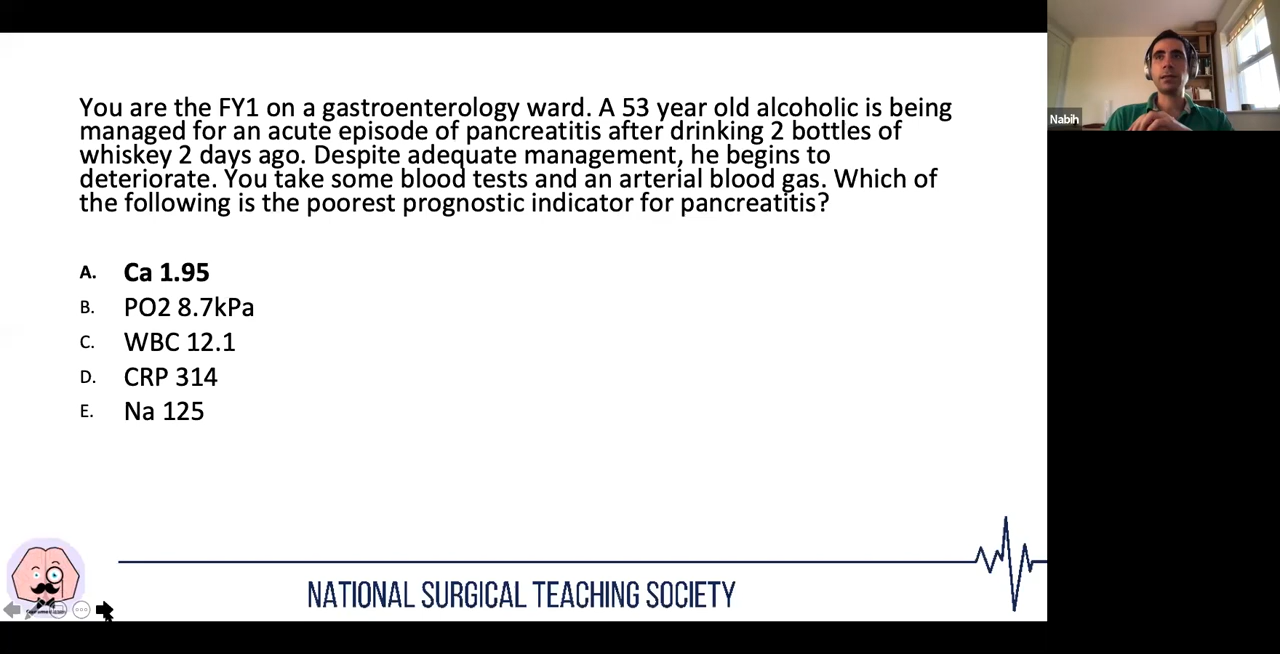 You are the FY1 on a gastroenterology ward. A 53 year old alcoholic is being
managed for an acute episode of pancreatitis after drinking 2 bottles of
whiskey 2 days ago. Despite adequate management, he begins to
deteriorate. You take some blood tests and an arterial blood gas. Which of
the following is the poorest prognostic indicator for pancreatitis?
A. Ca 1.95
B. PO2 8.7kPa
C. WBC 12.1
D. CRP 314
E. Na 125
NATIONAL SURGICAL TEACHING SOCIETY
Nabih